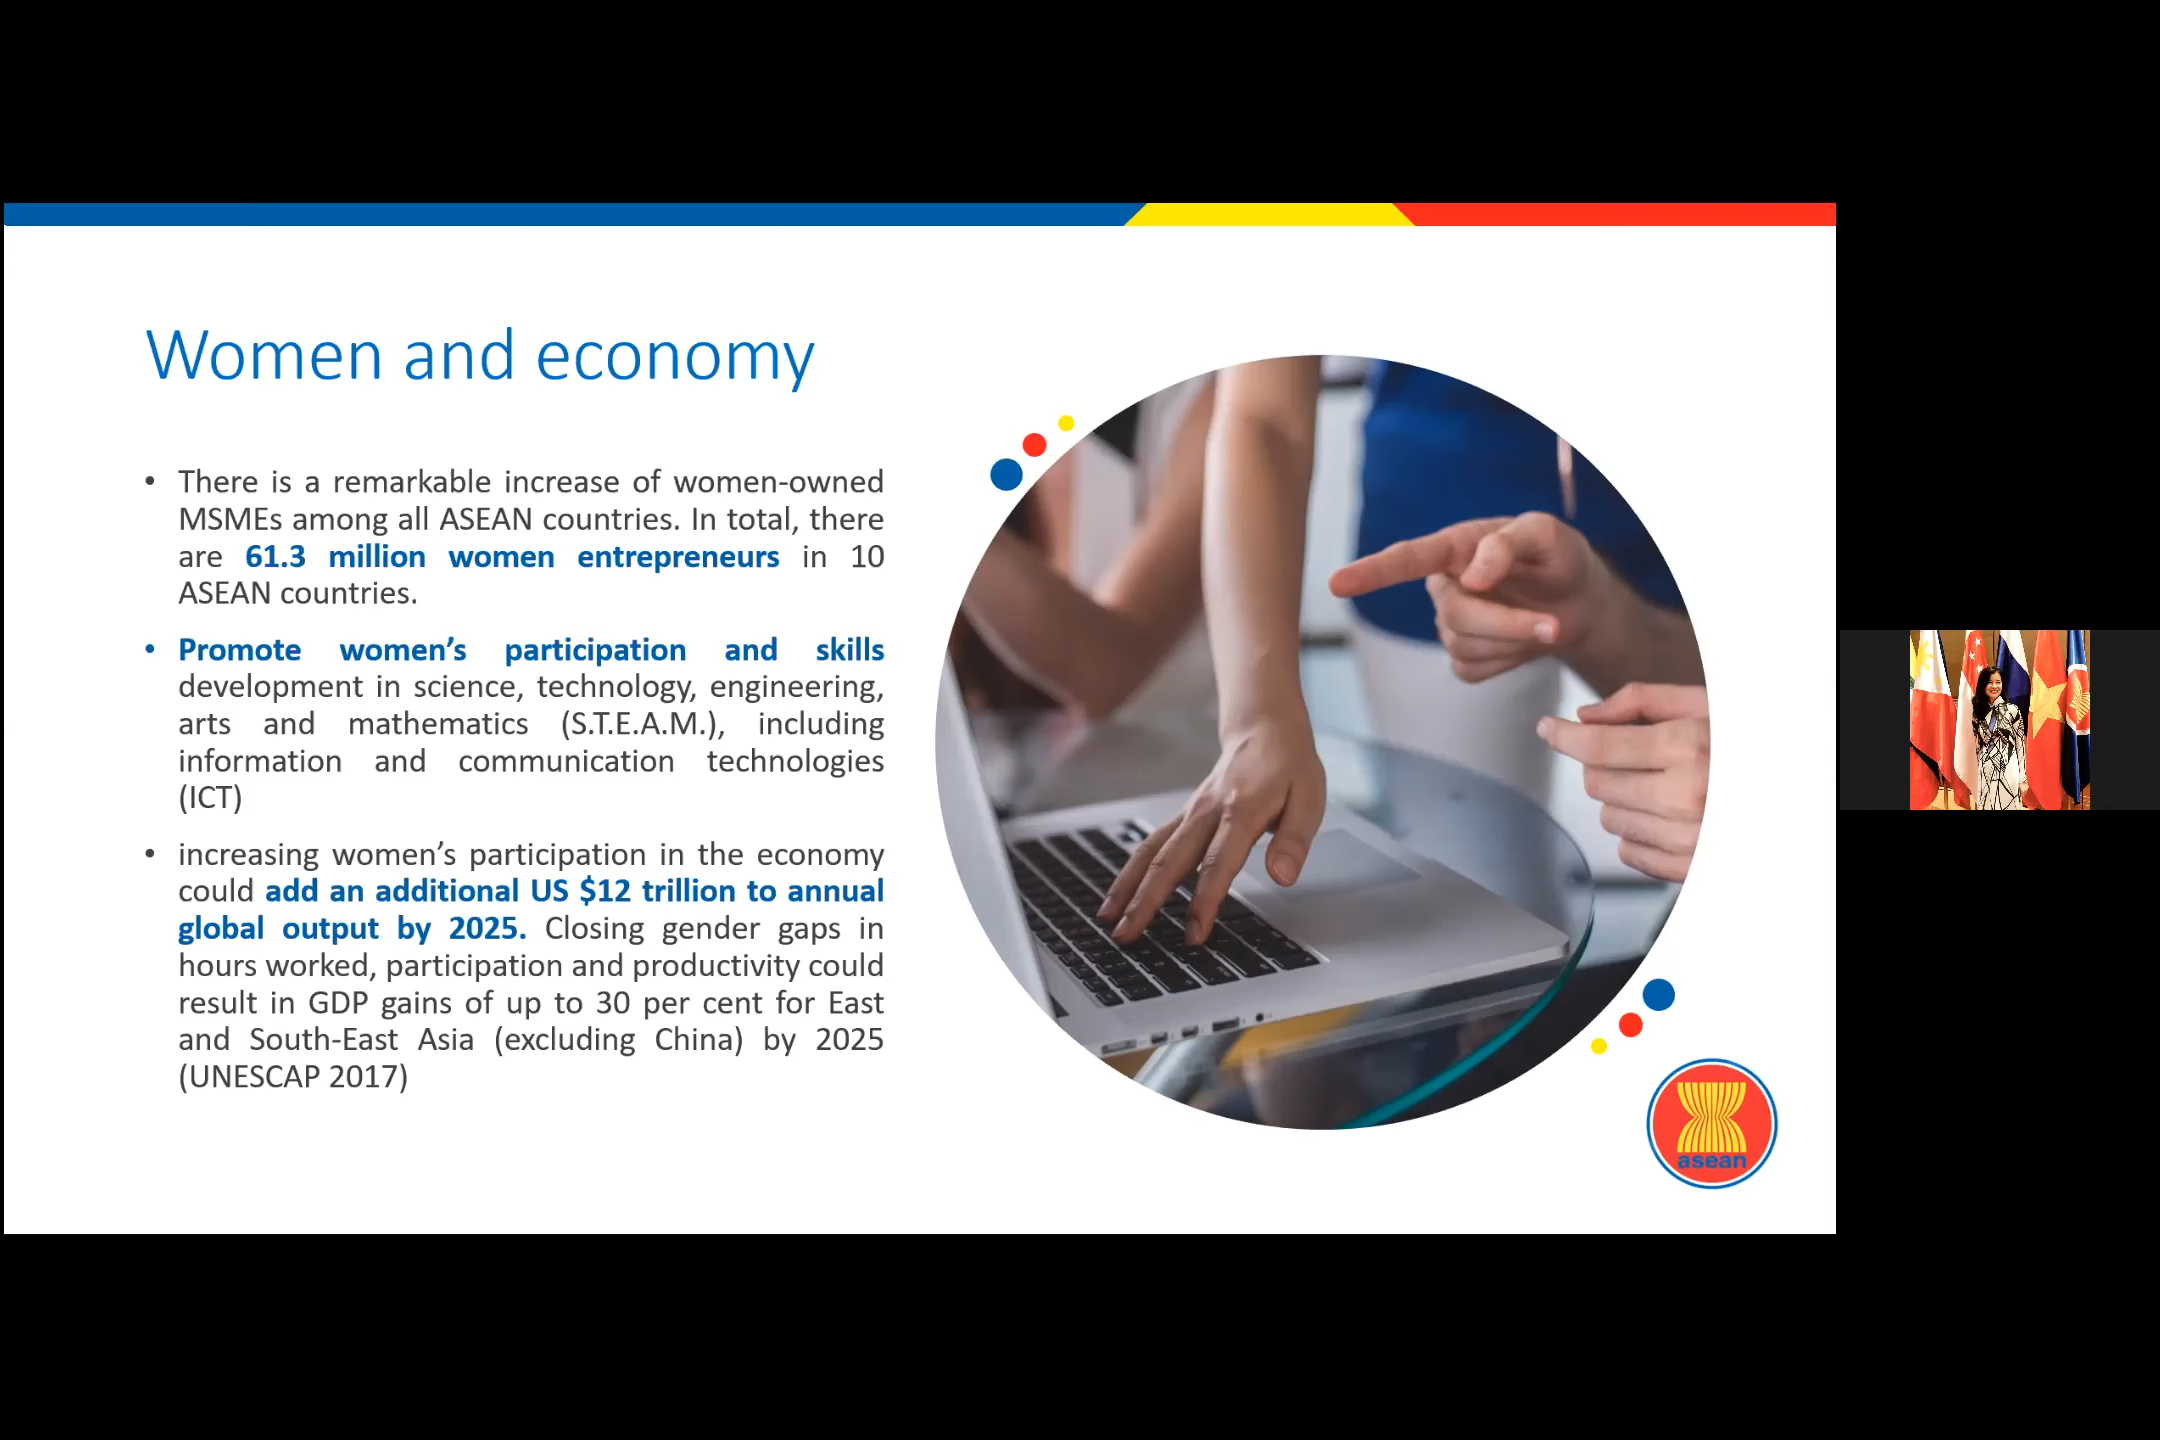 Women and economy
• There is a remarkable increase of women-owned
MSMEs among all ASEAN countries. In total, there
are 61.3 million women entrepreneurs in 10
ASEAN countries.
• Promote women’s participation and skills
development in science, technology, engineering,
arts and mathematics (S.T.E.A.M.), including
information and communication technologies
(ICT)
• increasing women’s participation in the economy
could add an additional US $12 trillion to annual
global output by 2025. Closing gender gaps in
hours worked, participation and productivity could
result in GDP gains of up to 30 per cent for East
and South-East Asia (excluding China) by 2025
(UNESCAP 2017)
asean